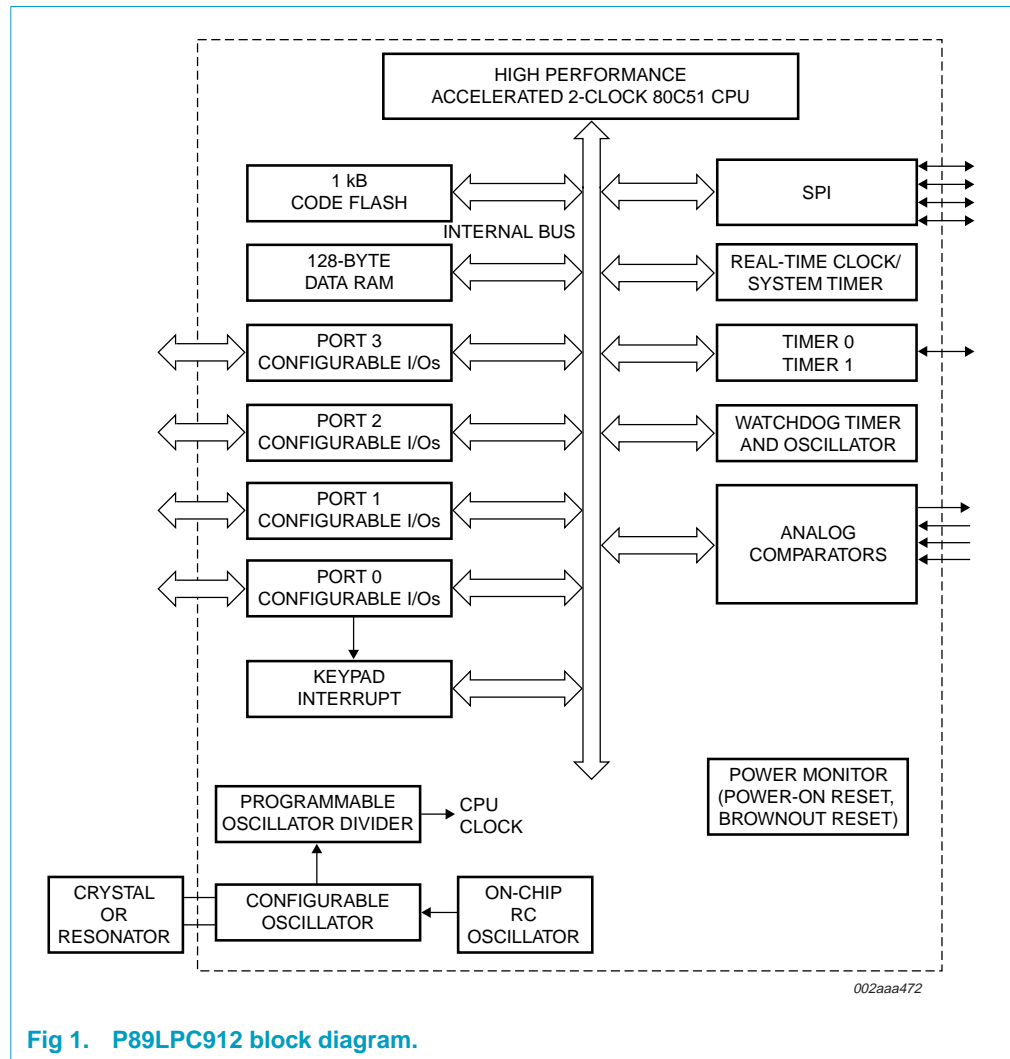 HIGH PERFORMANCE
ACCELERATED 2-CLOCK 80C51 CPU
1 kB
CODE FLASH
INTERNAL BUS
128-BYTE
DATA RAM
PORT 3
CONFIGURABLE I/Os
PORT 2
CONFIGURABLE I/Os
PORT 1
CONFIGURABLE I/Os
PORT 0
CONFIGURABLE I/Os
KEYPAD
INTERRUPT
SPI
REAL-TIME CLOCK/
SYSTEM TIMER
TIMER 0
TIMER 1
WATCHDOG TIMER
AND OSCILLATOR
ANALOG
COMPARATORS
POWER MONITOR
(POWER-ON RESET,
BROWNOUT RESET)
PROGRAMMABLE
OSCILLATOR DIVIDER
CPU
CLOCK
CRYSTAL
OR
RESONATOR
CONFIGURABLE
OSCILLATOR
ON-CHIP
RC
OSCILLATOR
002aaa472
Fig 1. P89LPC912 block diagram.